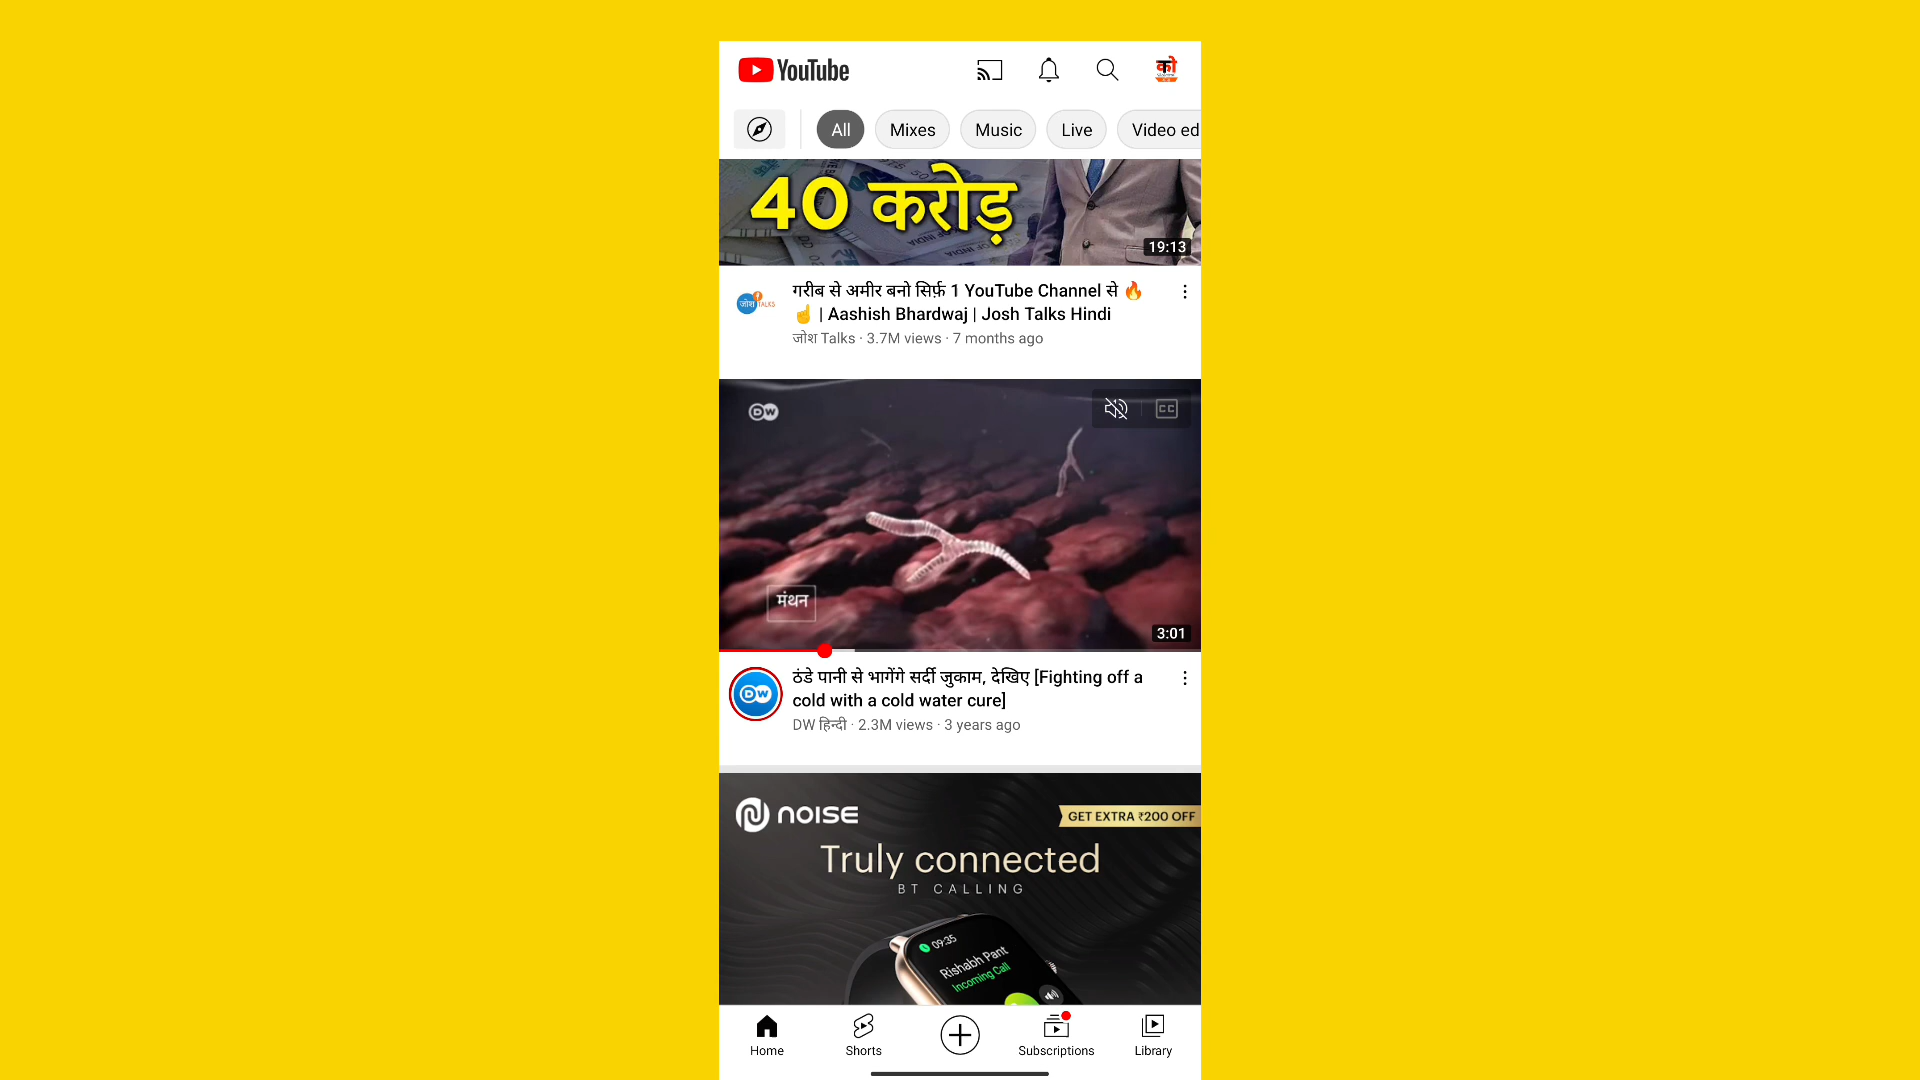 YouTube
All
Mixes
Music
Live
Video ed
40 करोड़
19:13
गरीब से अमीर बनो सिर्फ़ 1 YouTube Channel से 🔥
☝️ | Aashish Bhardwaj | Josh Talks Hindi
जोश Talks · 3.7M views · 7 months ago
DW
CC
मंथन
3:01
ठंडे पानी से भागेंगे सर्दी जुकाम, देखिए [Fighting off a
cold with a cold water cure]
DW हिन्दी · 2.3M views · 3 years ago
NOISE
GET EXTRA ₹200 OFF
Truly connected
BT CALLING
09:35
Rishabh Pant
Incoming Call
Home
Shorts
Subscriptions
Library